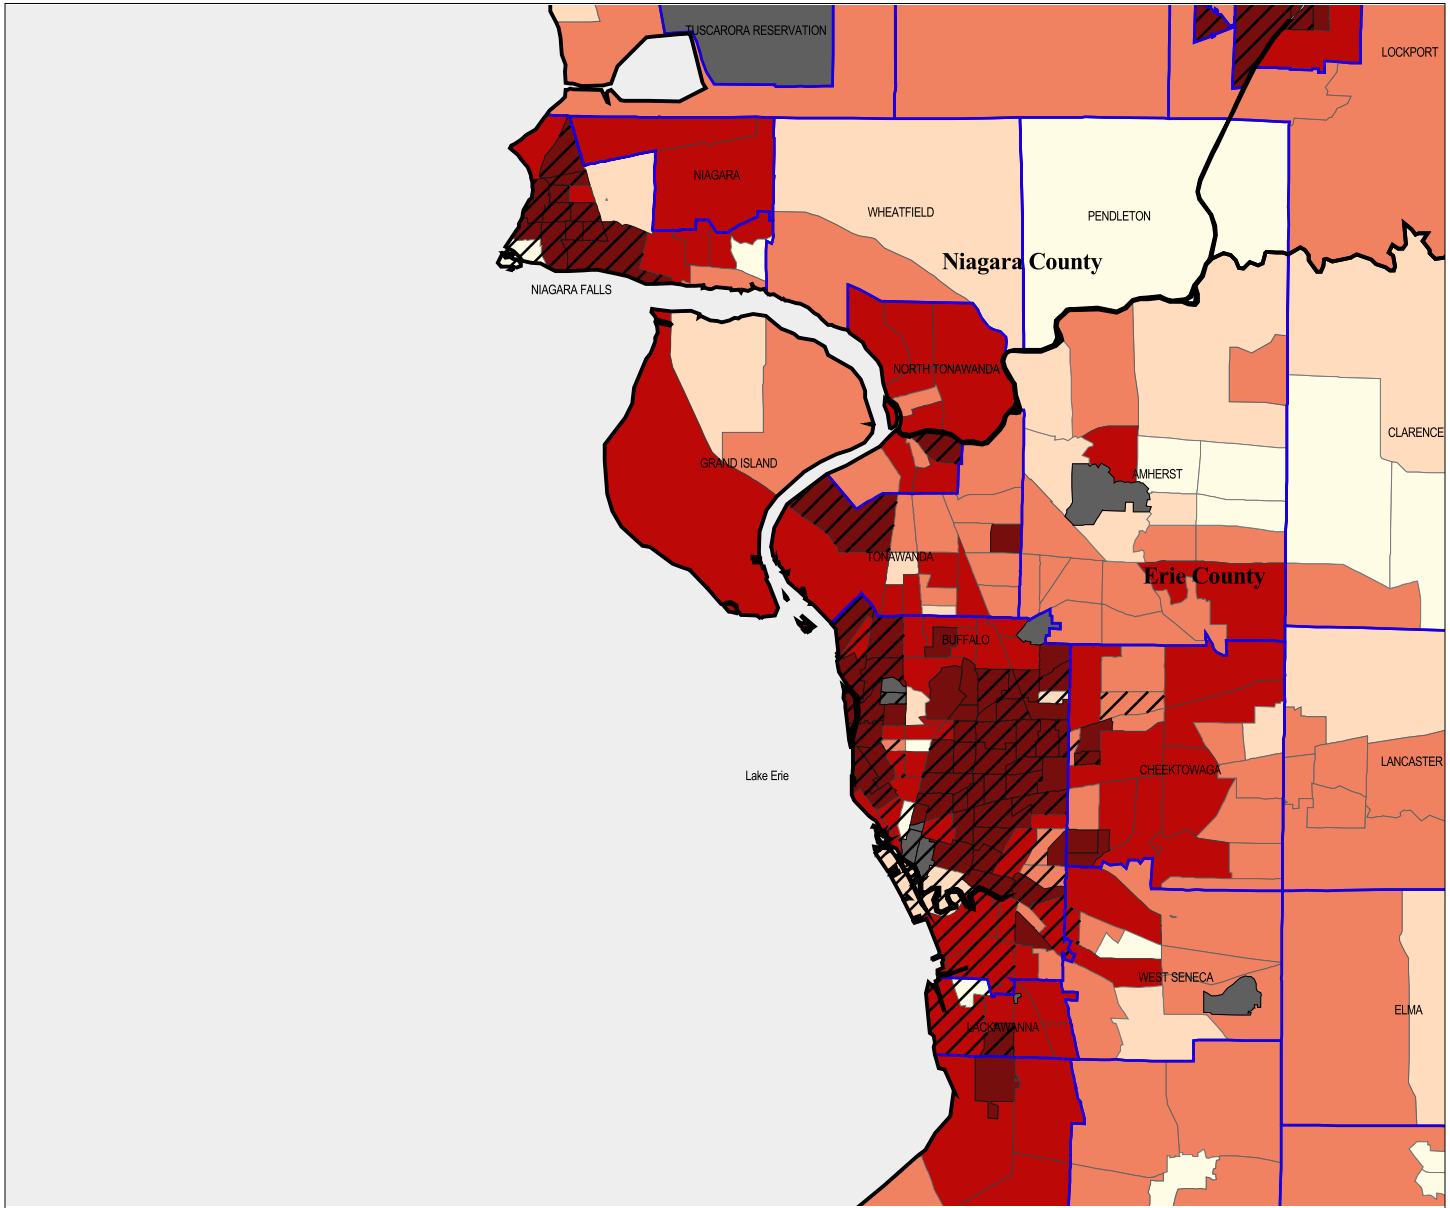 TUSCARORA RESERVATION
LOCKPORT
NIAGARA
WHEATFIELD
PENDLETON
Niagara County
NIAGARA FALLS
NORTH TONAWANDA
CLARENCE
GRAND ISLAND
AMHERST
TONAWANDA
Erie County
BUFFALO
LANCASTER
CHEEKTOWAGA
Lake Erie
WEST SENECA
ELMA
LACKAWANNA